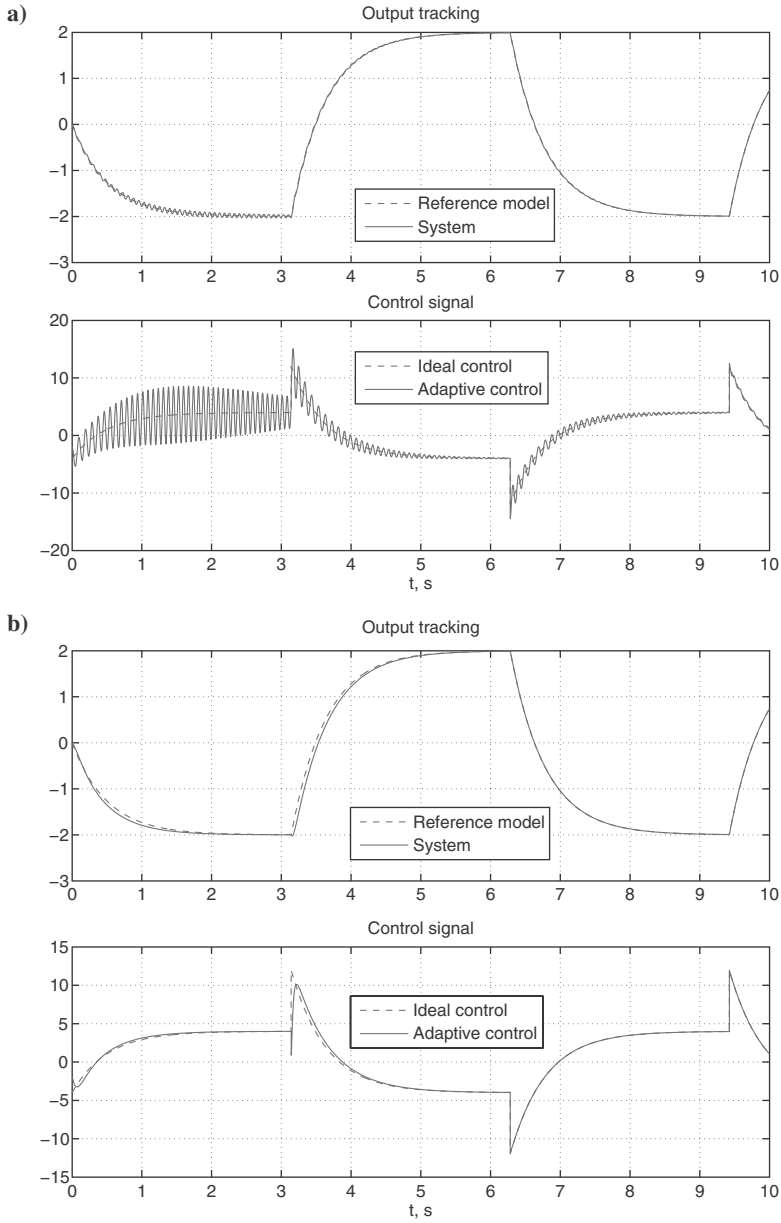 a)
Output tracking
2
1
0
−1
−2
−3
Reference model
System
0 1 2 3 4 5 6 7 8 9 10
Control signal
20
10
0
−10
−20
Ideal control
Adaptive control
0 1 2 3 4 5 6 7 8 9 10
t, s
b)
Output tracking
2
1
0
−1
−2
−3
Reference model
System
0 1 2 3 4 5 6 7 8 9 10
Control signal
15
10
5
0
−5
−10
−15
Ideal control
Adaptive control
0 1 2 3 4 5 6 7 8 9 10
t, s